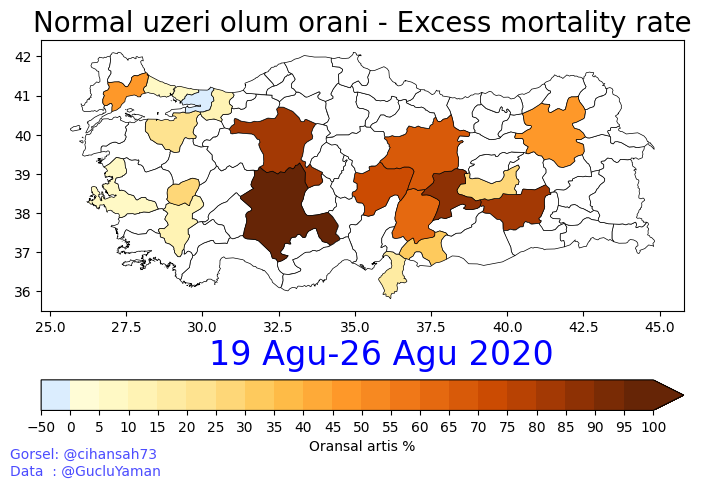 Normal uzeri olum orani - Excess mortality rate
42
41
40
39
38
37
36
25.0 27.5 30.0 32.5 35.0 37.5 40.0 42.5 45.0
19 Agu-26 Agu 2020
−50 0 5 10 15 20 25 30 35 40 45 50 55 60 65 70 75 80 85 90 95 100
Oransal artis %
Gorsel: @cihansah73
Data : @GucluYaman